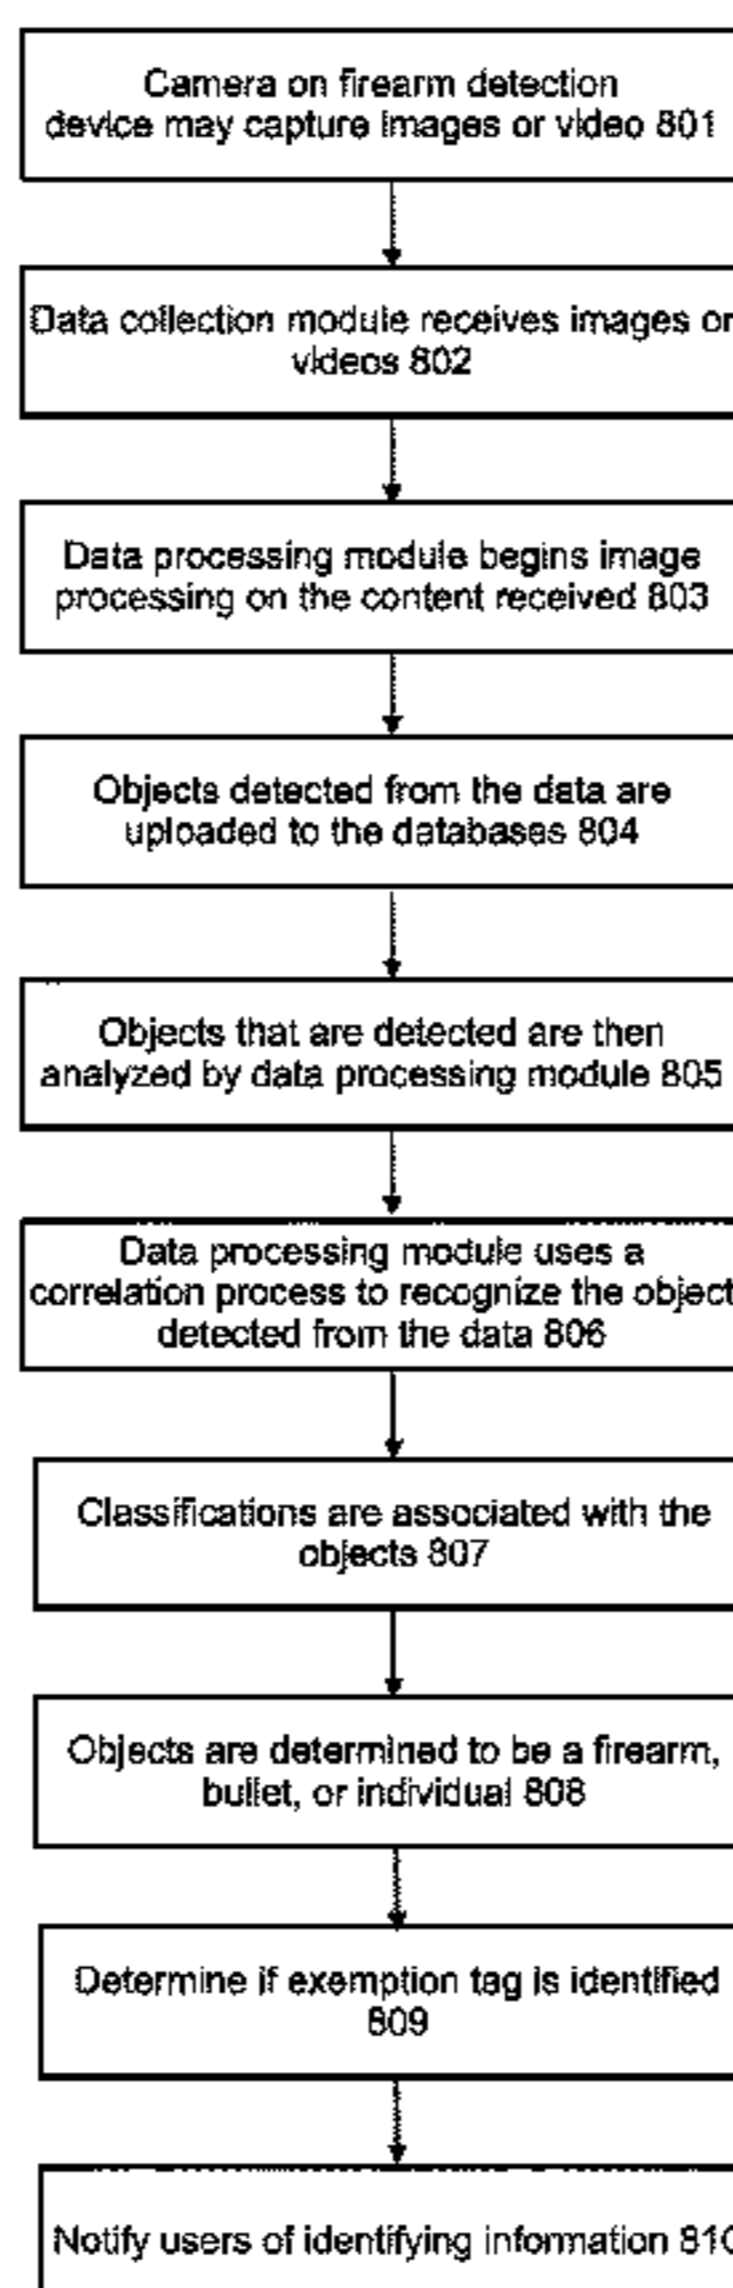 Camera on firearm detection
device may capture images or video 801
Data collection module receives images or
videos 802
Data processing module begins image
processing on the content received 803
Objects detected from the data are
uploaded to the databases 804
Objects that are detected are then
analyzed by data processing module 805
Data processing module uses a
correlation process to recognize the object
detected from the data 806
Classifications are associated with the
objects 807
Objects are determined to be a firearm,
bullet, or individual 808
Determine if exemption tag is identified
809
Notify users of identifying information 810